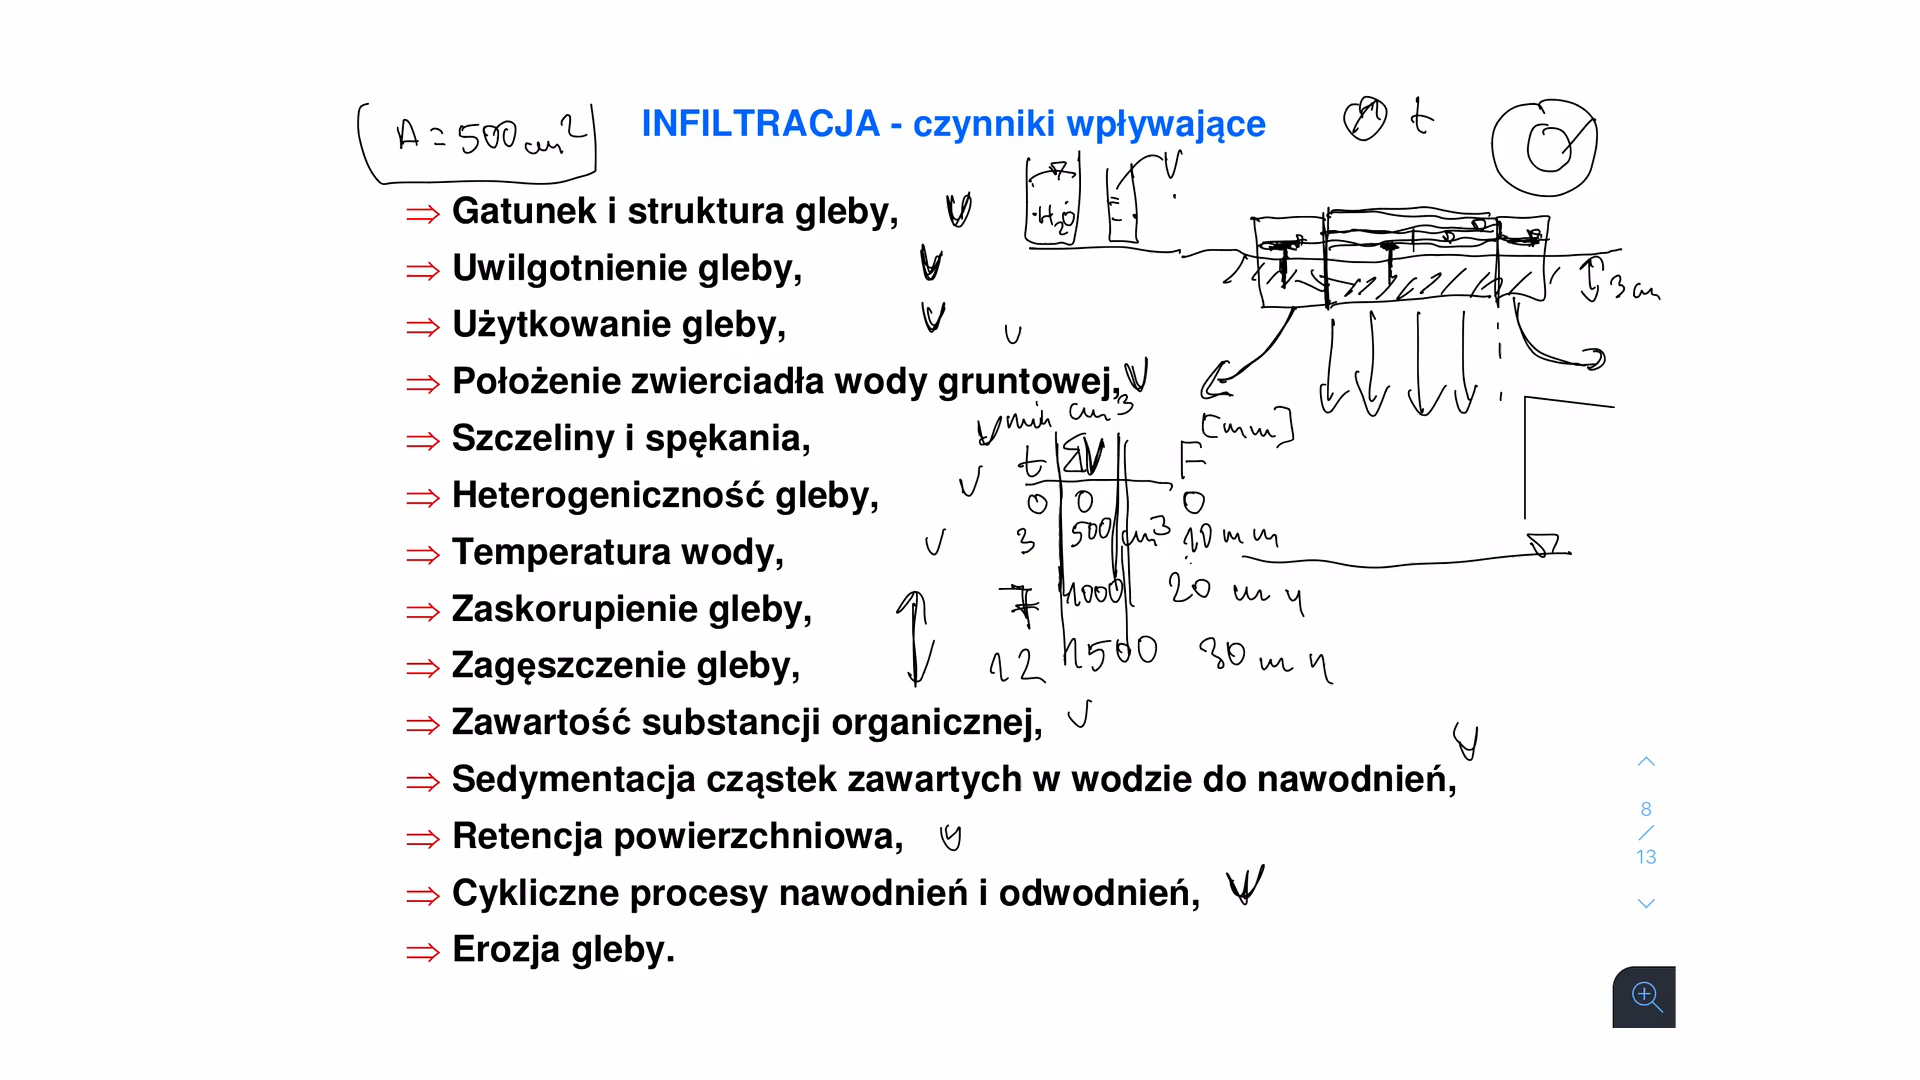 A = 500 cm²
INFILTRACJA - czynniki wpływające
t
H₂O
V
⇒ Gatunek i struktura gleby,
⇒ Uwilgotnienie gleby,
3 cm
⇒ Użytkowanie gleby,
⇒ Położenie zwierciadła wody gruntowej,
min cm³ [mm]
⇒ Szczeliny i spękania,
t ΣV F
⇒ Heterogeniczność gleby,
0 0 0
3 500 cm³ 10 mm
⇒ Temperatura wody,
7 1000 20 mm
⇒ Zaskorupienie gleby,
12 1500 30 mm
⇒ Zagęszczenie gleby,
⇒ Zawartość substancji organicznej,
⇒ Sedymentacja cząstek zawartych w wodzie do nawodnień,
⇒ Retencja powierzchniowa,
⇒ Cykliczne procesy nawodnień i odwodnień,
⇒ Erozja gleby.
8
/
13